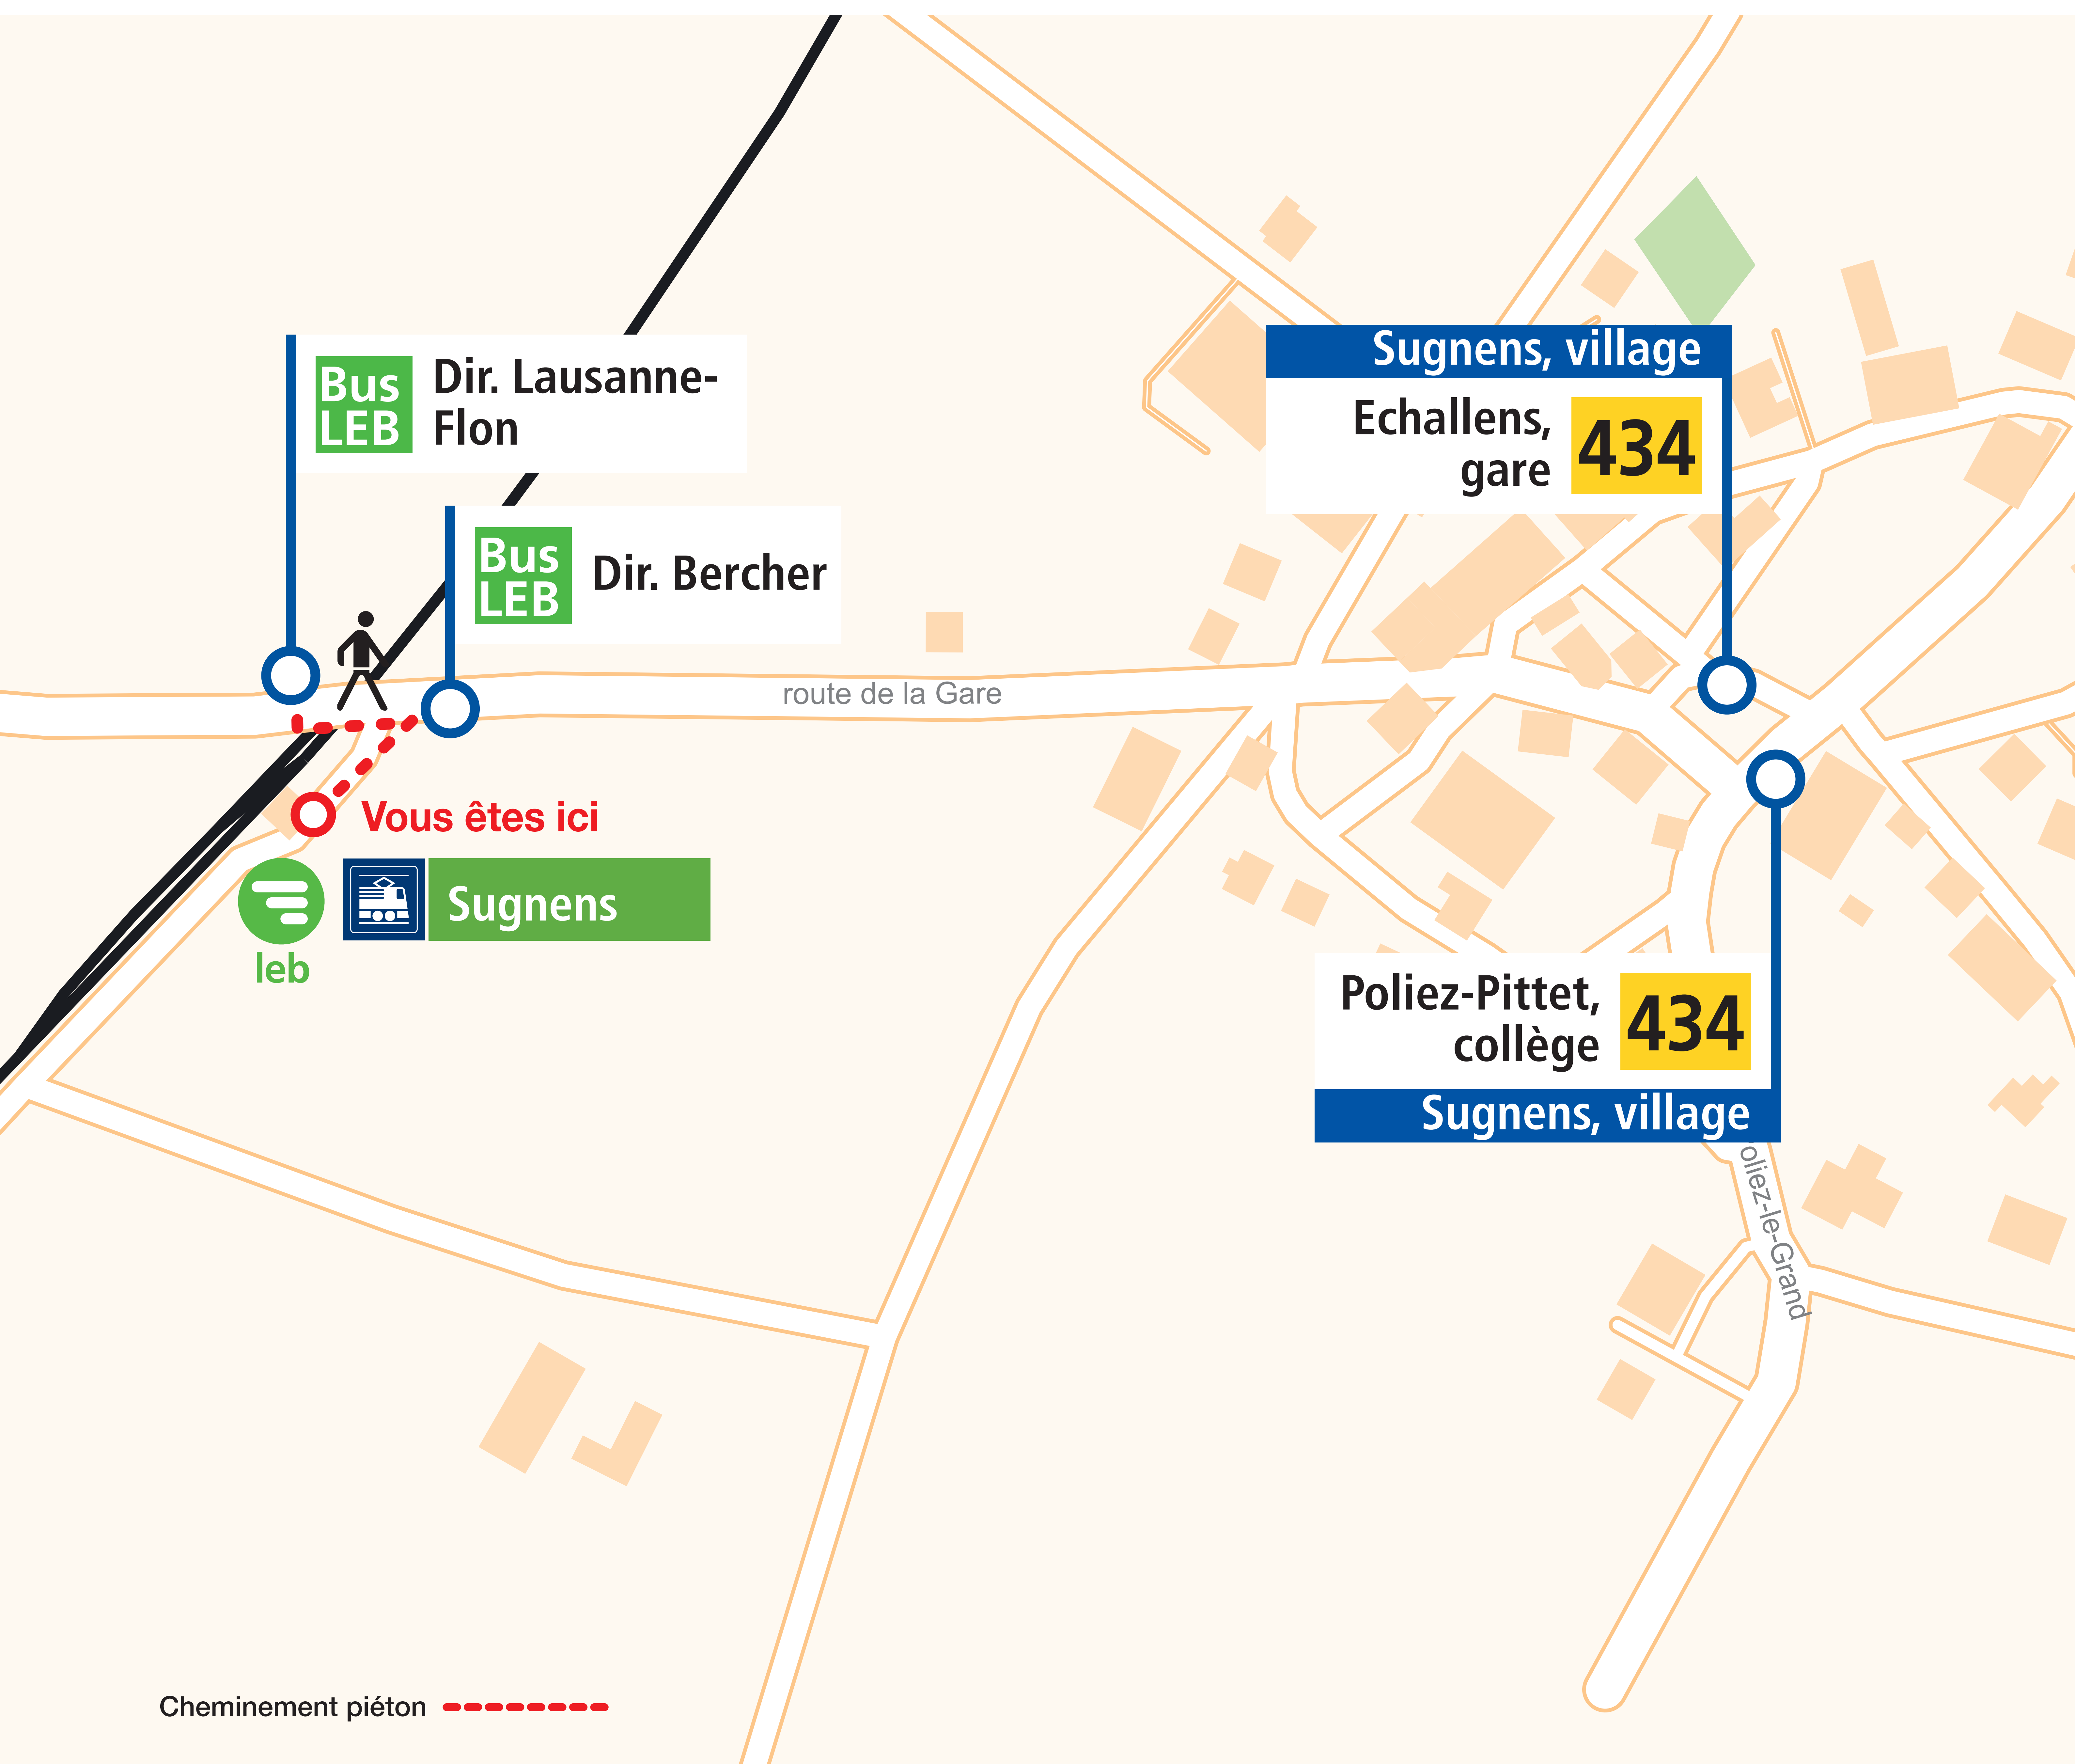 Bus
LEB
Dir. Lausanne-
Flon
Bus
LEB
Dir. Bercher
route de la Gare
Sugnens, village
Echallens,
gare
434
Vous êtes ici
Sugnens
leb
Poliez-Pittet,
collège
434
Sugnens, village
oliez-le-Grand
Cheminement piéton